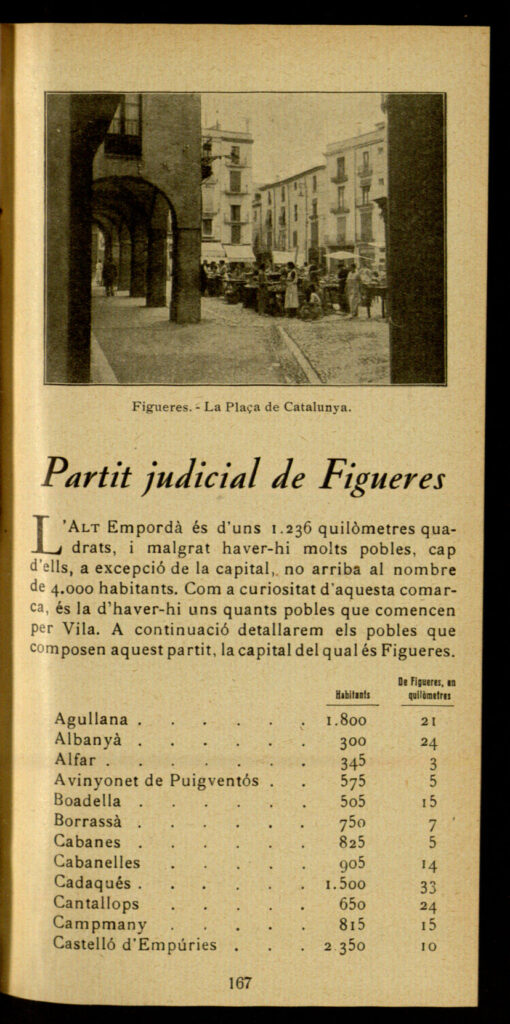 Figueres. - La Plaça de Catalunya.
Partit judicial de Figueres
L'ALT Empordà és d'uns 1.236 quilòmetres qua-
drats, i malgrat haver-hi molts pobles, cap
d'ells, a excepció de la capital, no arriba al nombre
de 4.000 habitants. Com a curiositat d'aquesta comar-
ca, és la d'haver-hi uns quants pobles que comencen
per Vila. A continuació detallarem els pobles que
composen aquest partit, la capital del qual és Figueres.
Habitants De Figueres, en quilòmetres
Agullana . . . . . . 1.800 21
Albanyà . . . . . . 300 24
Alfar . . . . . . . 345 3
Avinyonet de Puigventós . . 575 5
Boadella . . . . . . 505 15
Borrassà . . . . . . 750 7
Cabanes . . . . . . 825 5
Cabanelles . . . . . 905 14
Cadaqués . . . . . . 1.500 33
Cantallops . . . . . 650 24
Campmany . . . . . 815 15
Castelló d'Empúries . . . 2.350 10
167